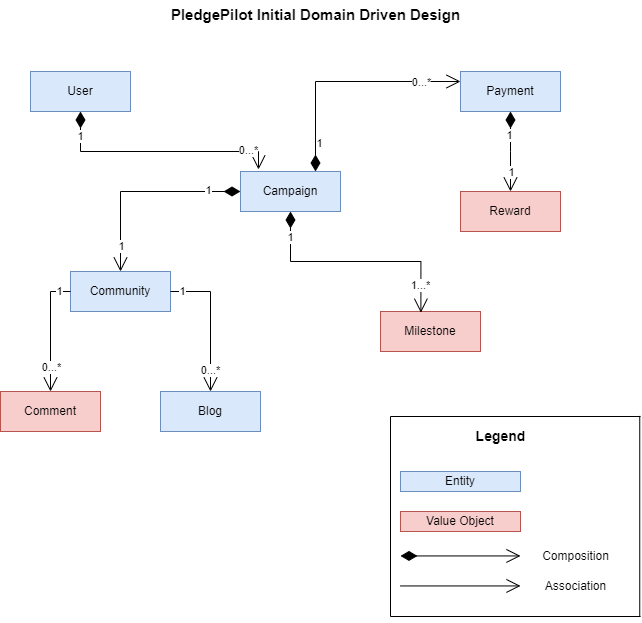 PledgePilot Initial Domain Driven Design
User
Payment
0...*
1
1
1
0...*
1
1
Campaign
Reward
1
1
1
Community
1
1
1...*
Milestone
0...*
0...*
Comment
Blog
Legend
Entity
Value Object
Composition
Association